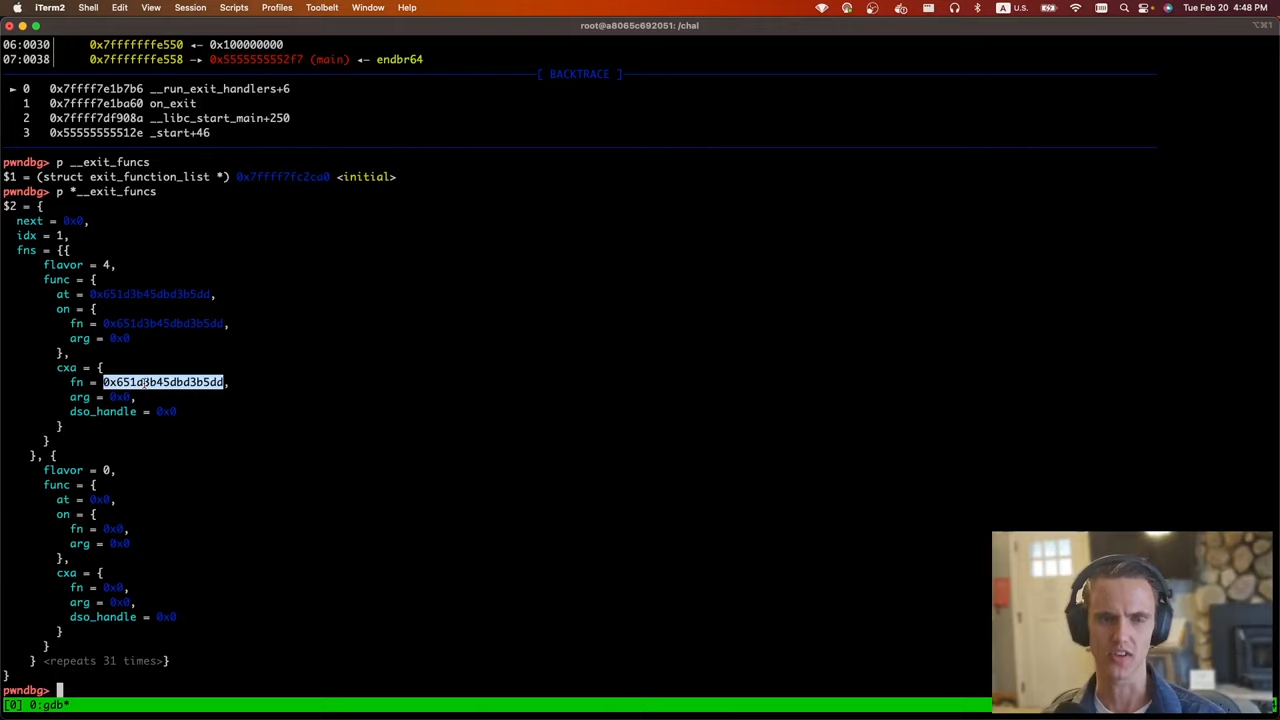 iTerm2 Shell Edit View Session Scripts Profiles Toolbelt Window Help A U.S. Tue Feb 20 4:48 PM
root@a8065c692051: /chal ⌥⌘1
06:0030│ 0x7fffffffe550 ◂— 0x100000000
07:0038│ 0x7fffffffe558 —▸ 0x5555555552f7 (main) ◂— endbr64
[ BACKTRACE ]
► 0 0x7ffff7e1b7b6 __run_exit_handlers+6
1 0x7ffff7e1ba60 on_exit
2 0x7ffff7df908a __libc_start_main+250
3 0x55555555512e _start+46
pwndbg> p __exit_funcs
$1 = (struct exit_function_list *) 0x7ffff7fc2ca0 <initial>
pwndbg> p *__exit_funcs
$2 = {
next = 0x0,
idx = 1,
fns = {{
flavor = 4,
func = {
at = 0x651d3b45dbd3b5dd,
on = {
fn = 0x651d3b45dbd3b5dd,
arg = 0x0
},
cxa = {
fn = 0x651d3b45dbd3b5dd,
arg = 0x0,
dso_handle = 0x0
}
}
}, {
flavor = 0,
func = {
at = 0x0,
on = {
fn = 0x0,
arg = 0x0
},
cxa = {
fn = 0x0,
arg = 0x0,
dso_handle = 0x0
}
}
} <repeats 31 times>}
}
pwndbg>
[0] 0:gdb*